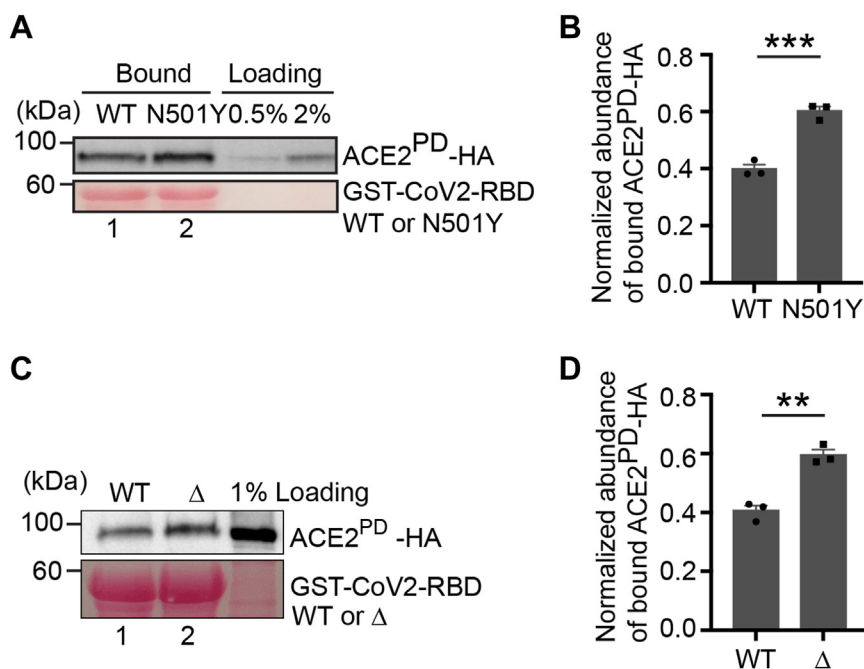 A
Bound Loading
(kDa) WT N501Y 0.5% 2%
100
ACE2PD-HA
60
GST-CoV2-RBD
WT or N501Y
1 2
B
***
Normalized abundance
of bound ACE2PD-HA
0.8
0.6
0.4
0.2
0.0
WT N501Y
C
(kDa) WT Δ 1% Loading
100
ACE2PD -HA
60
GST-CoV2-RBD
WT or Δ
1 2
D
**
Normalized abundance
of bound ACE2PD-HA
0.8
0.6
0.4
0.2
0.0
WT Δ